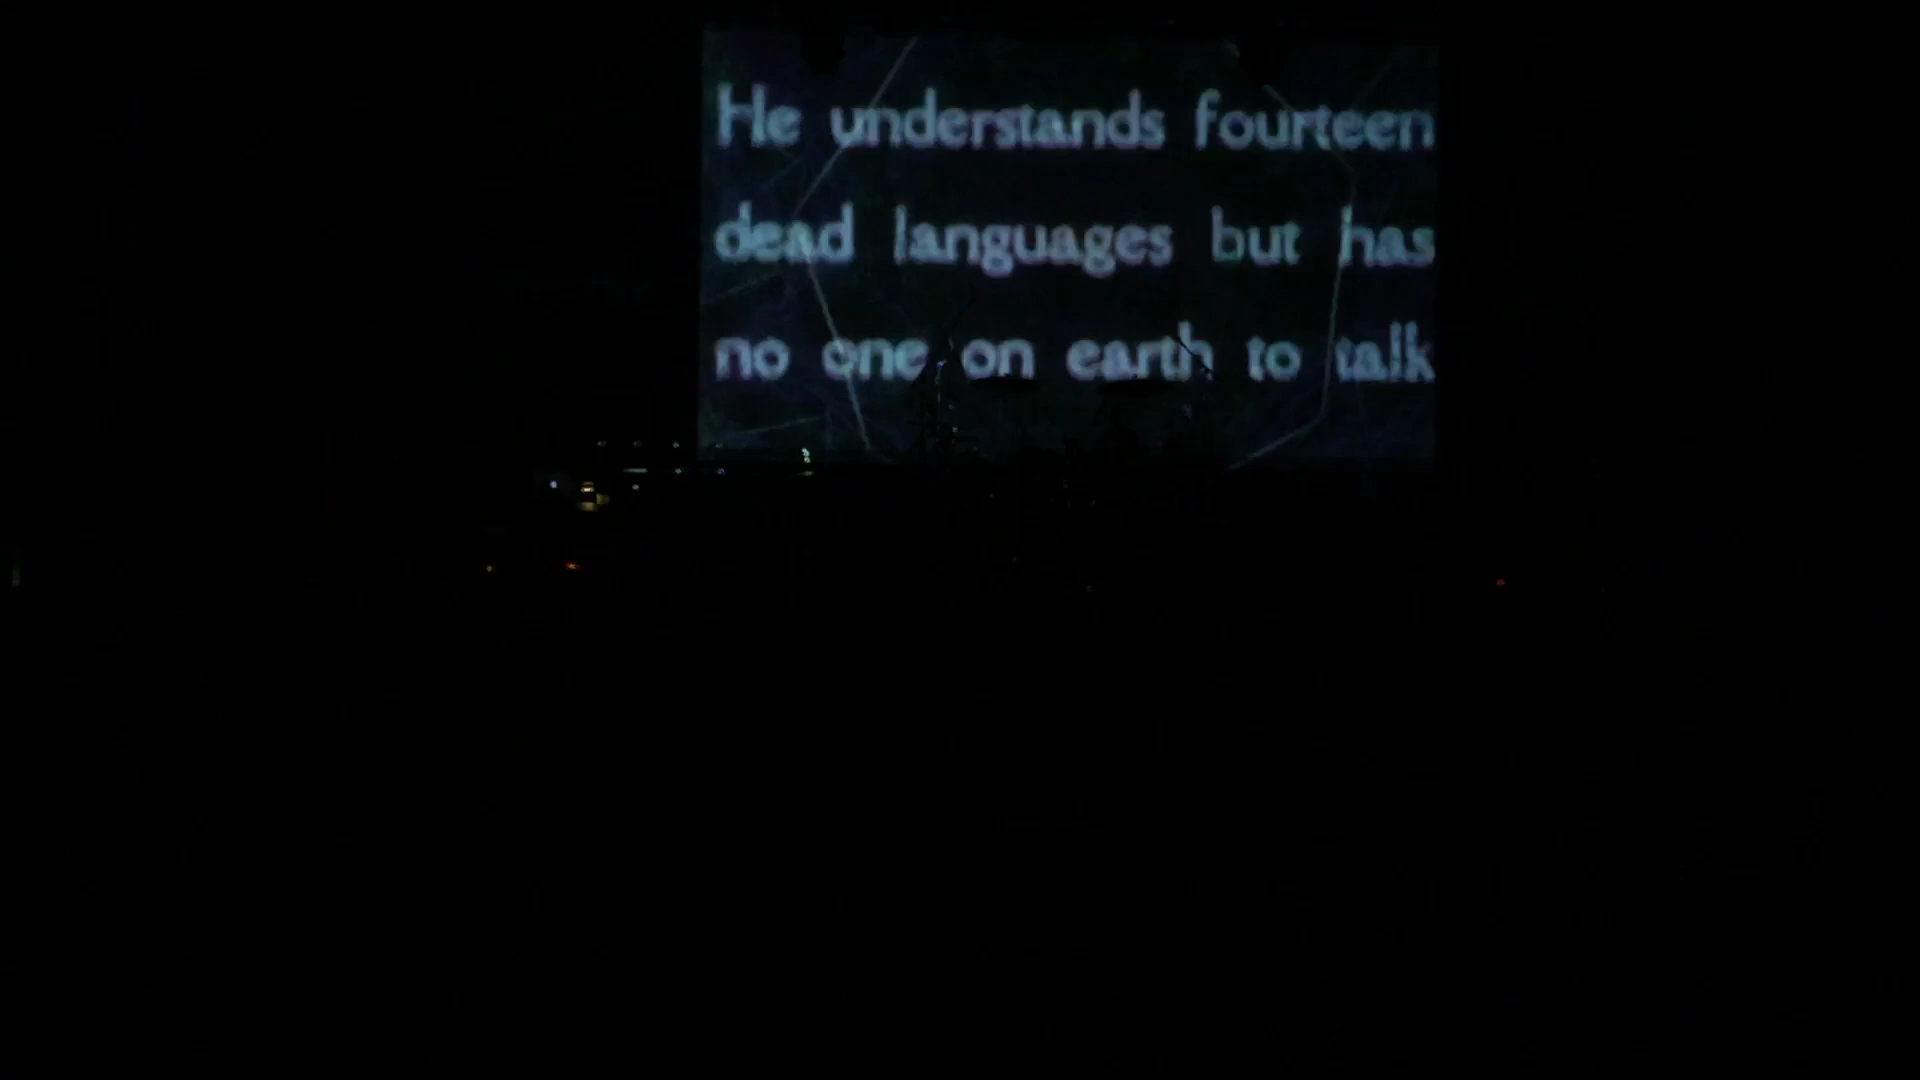 He understands fourteen
dead languages but has
no one on earth to talk